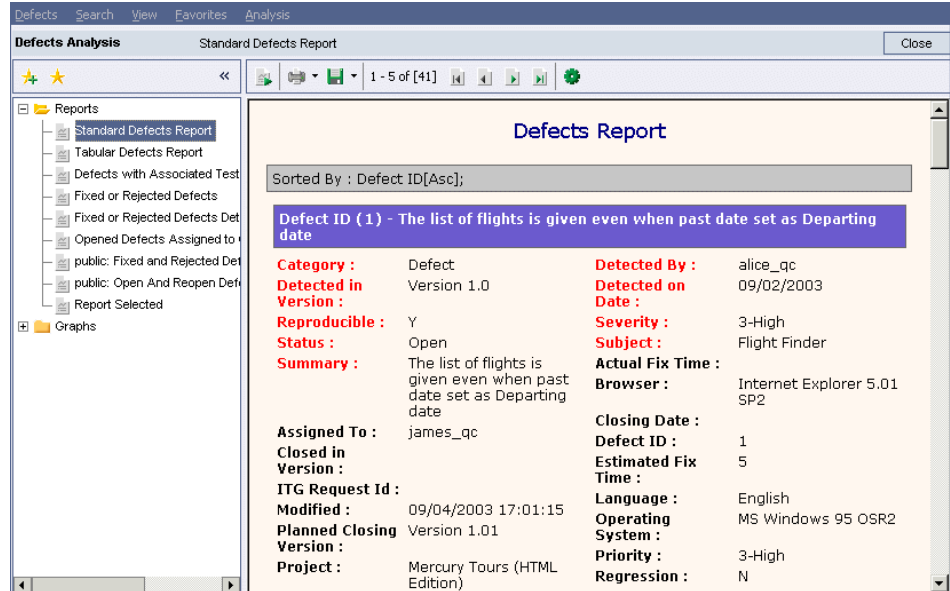 Defects Search View Favorites Analysis
Defects Analysis Standard Defects Report Close
1 - 5 of [41]
Reports
Standard Defects Report
Tabular Defects Report
Defects with Associated Test
Fixed or Rejected Defects
Fixed or Rejected Defects Det
Opened Defects Assigned to
public: Fixed and Rejected Def
public: Open And Reopen Defe
Report Selected
Graphs
Defects Report
Sorted By : Defect ID[Asc];
Defect ID (1) - The list of flights is given even when past date set as Departing
date
Category : Defect
Detected in Version 1.0
Version :
Reproducible : Y
Status : Open
Summary : The list of flights is
given even when past
date set as Departing
date
Assigned To : james_qc
Closed in
Version :
ITG Request Id :
Modified : 09/04/2003 17:01:15
Planned Closing Version 1.01
Version :
Project : Mercury Tours (HTML
Edition)
Detected By : alice_qc
Detected on 09/02/2003
Date :
Severity : 3-High
Subject : Flight Finder
Actual Fix Time :
Browser : Internet Explorer 5.01
SP2
Closing Date :
Defect ID : 1
Estimated Fix 5
Time :
Language : English
Operating MS Windows 95 OSR2
System :
Priority : 3-High
Regression : N